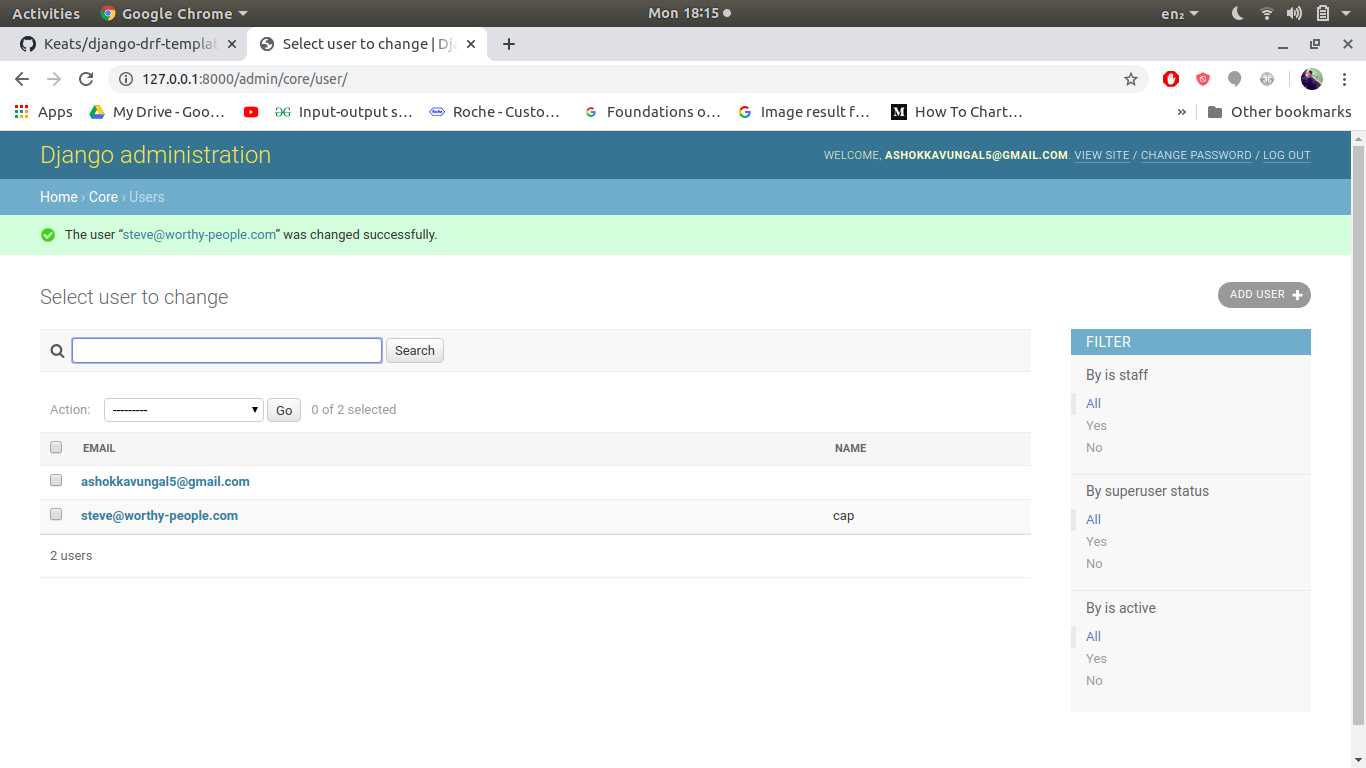 Activities Google Chrome Mon 18:15 en₂
Keats/django-drf-templat Select user to change | Dja
127.0.0.1:8000/admin/core/user/
Apps My Drive - Goo… Input-output s… Roche - Custo… Foundations o… Image result f… How To Chart… » Other bookmarks
Django administration WELCOME, ASHOKKAVUNGAL5@GMAIL.COM. VIEW SITE / CHANGE PASSWORD / LOG OUT
Home › Core › Users
The user “steve@worthy-people.com” was changed successfully.
Select user to change ADD USER
Search
Action: --------- Go 0 of 2 selected
EMAIL NAME
ashokkavungal5@gmail.com
steve@worthy-people.com cap
2 users
FILTER
By is staff
All
Yes
No
By superuser status
All
Yes
No
By is active
All
Yes
No